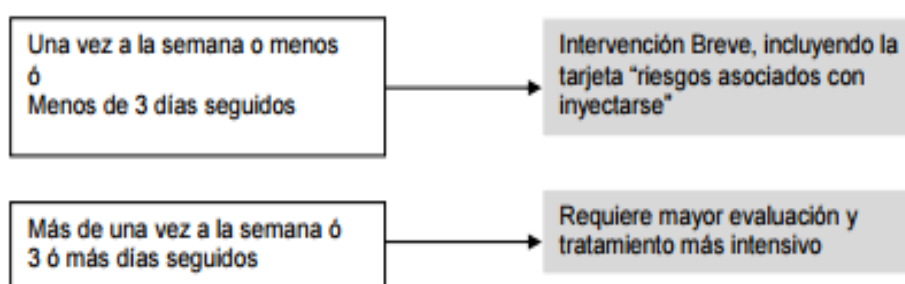 Una vez a la semana o menos
ó
Menos de 3 días seguidos
Intervención Breve, incluyendo la
tarjeta “riesgos asociados con
inyectarse”
Más de una vez a la semana ó
3 ó más días seguidos
Requiere mayor evaluación y
tratamiento más intensivo